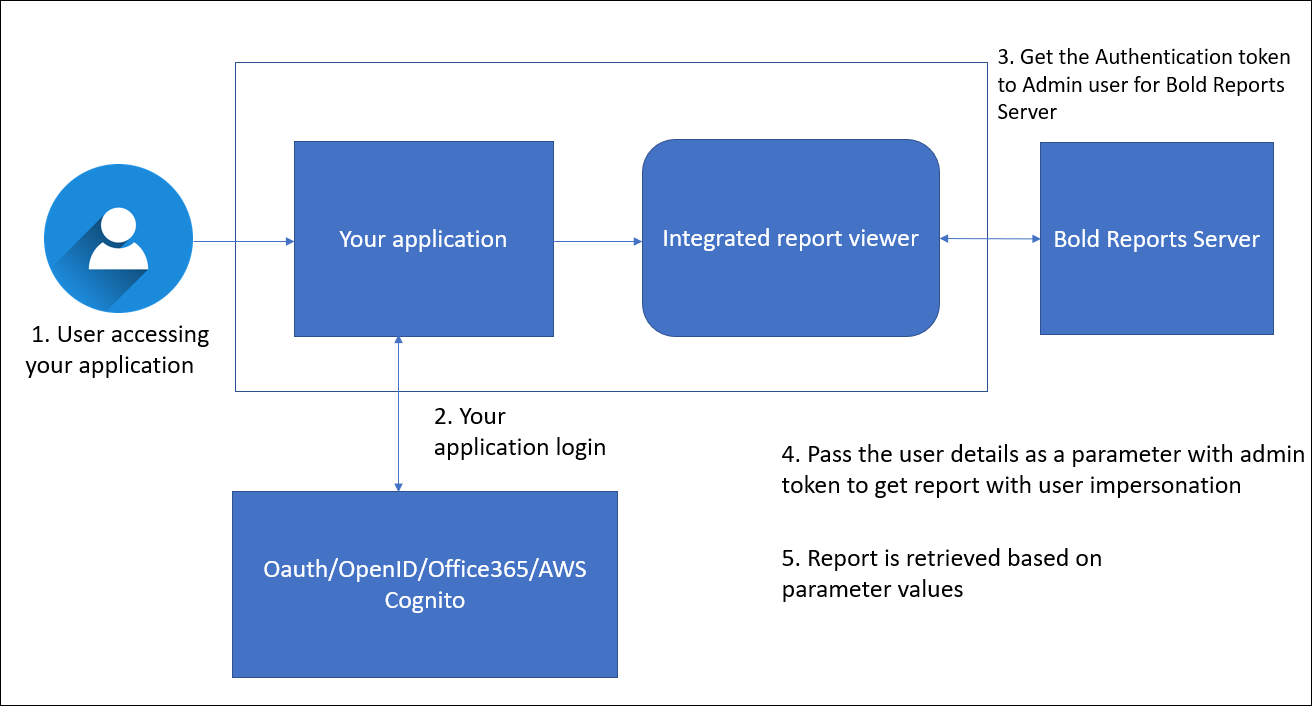 3. Get the Authentication token
to Admin user for Bold Reports
Server
Your application
Integrated report viewer
Bold Reports Server
1. User accessing
your application
2. Your
application login
4. Pass the user details as a parameter with admin
token to get report with user impersonation
Oauth/OpenID/Office365/AWS
Cognito
5. Report is retrieved based on
parameter values